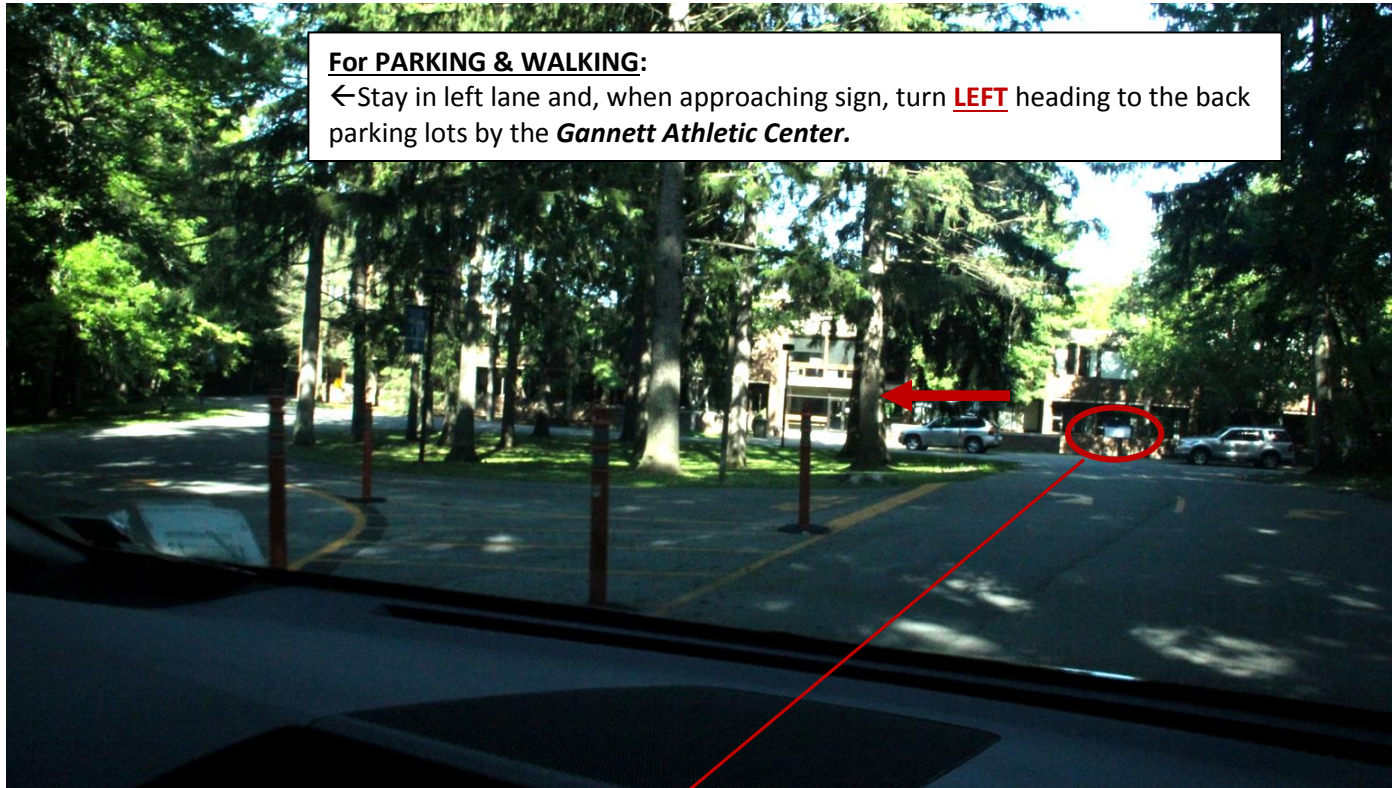 For PARKING & WALKING:
←Stay in left lane and, when approaching sign, turn LEFT heading to the back
parking lots by the Gannett Athletic Center.